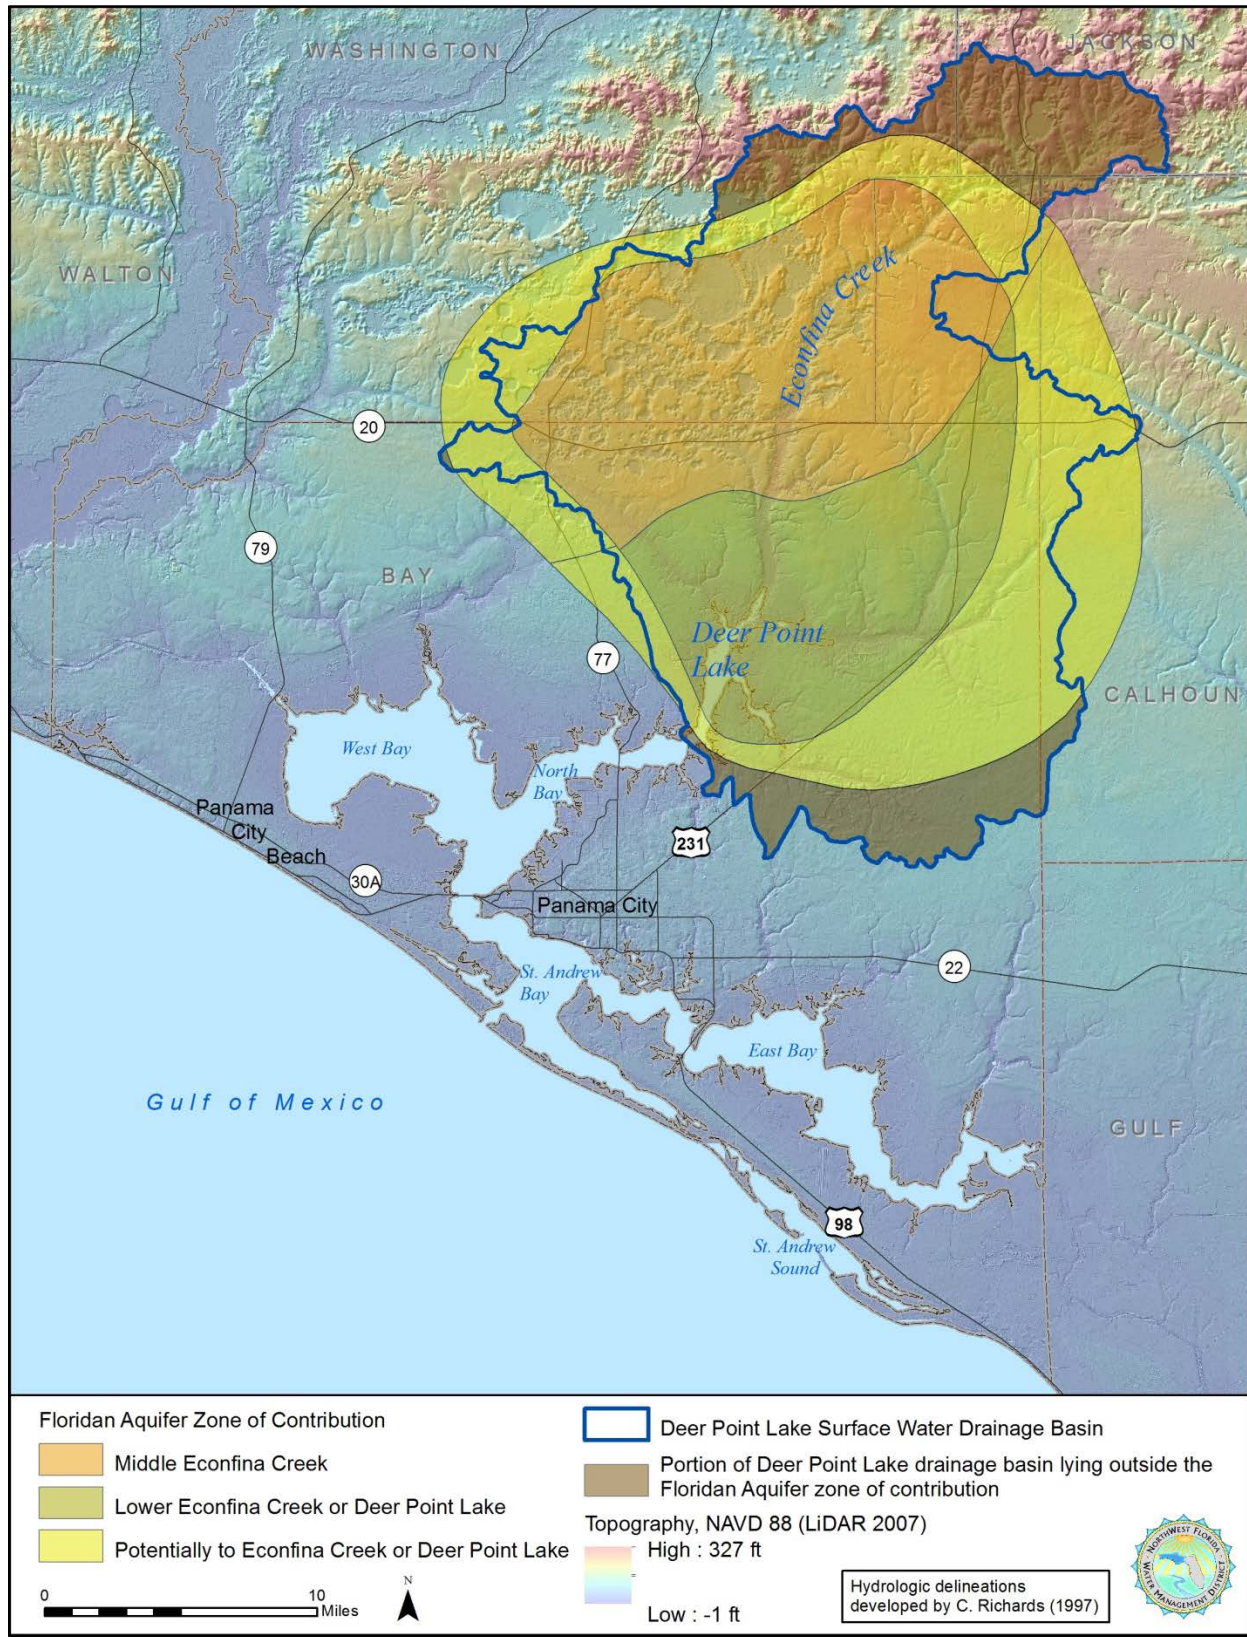 WASHINGTON
JACKSON
WALTON
Econfina Creek
20
79
BAY
Deer Point
Lake
77
CALHOUN
West Bay
North
Bay
Panama
City
Beach
231
30A
Panama City
St. Andrew
Bay
22
East Bay
Gulf of Mexico
GULF
98
St. Andrew
Sound
Floridan Aquifer Zone of Contribution
Middle Econfina Creek
Lower Econfina Creek or Deer Point Lake
Potentially to Econfina Creek or Deer Point Lake
0
10
Miles
N
Deer Point Lake Surface Water Drainage Basin
Portion of Deer Point Lake drainage basin lying outside the
Floridan Aquifer zone of contribution
Topography, NAVD 88 (LiDAR 2007)
High : 327 ft
Low : -1 ft
Hydrologic delineations
developed by C. Richards (1997)
NORTHWEST FLORIDA
WATER MANAGEMENT DISTRICT